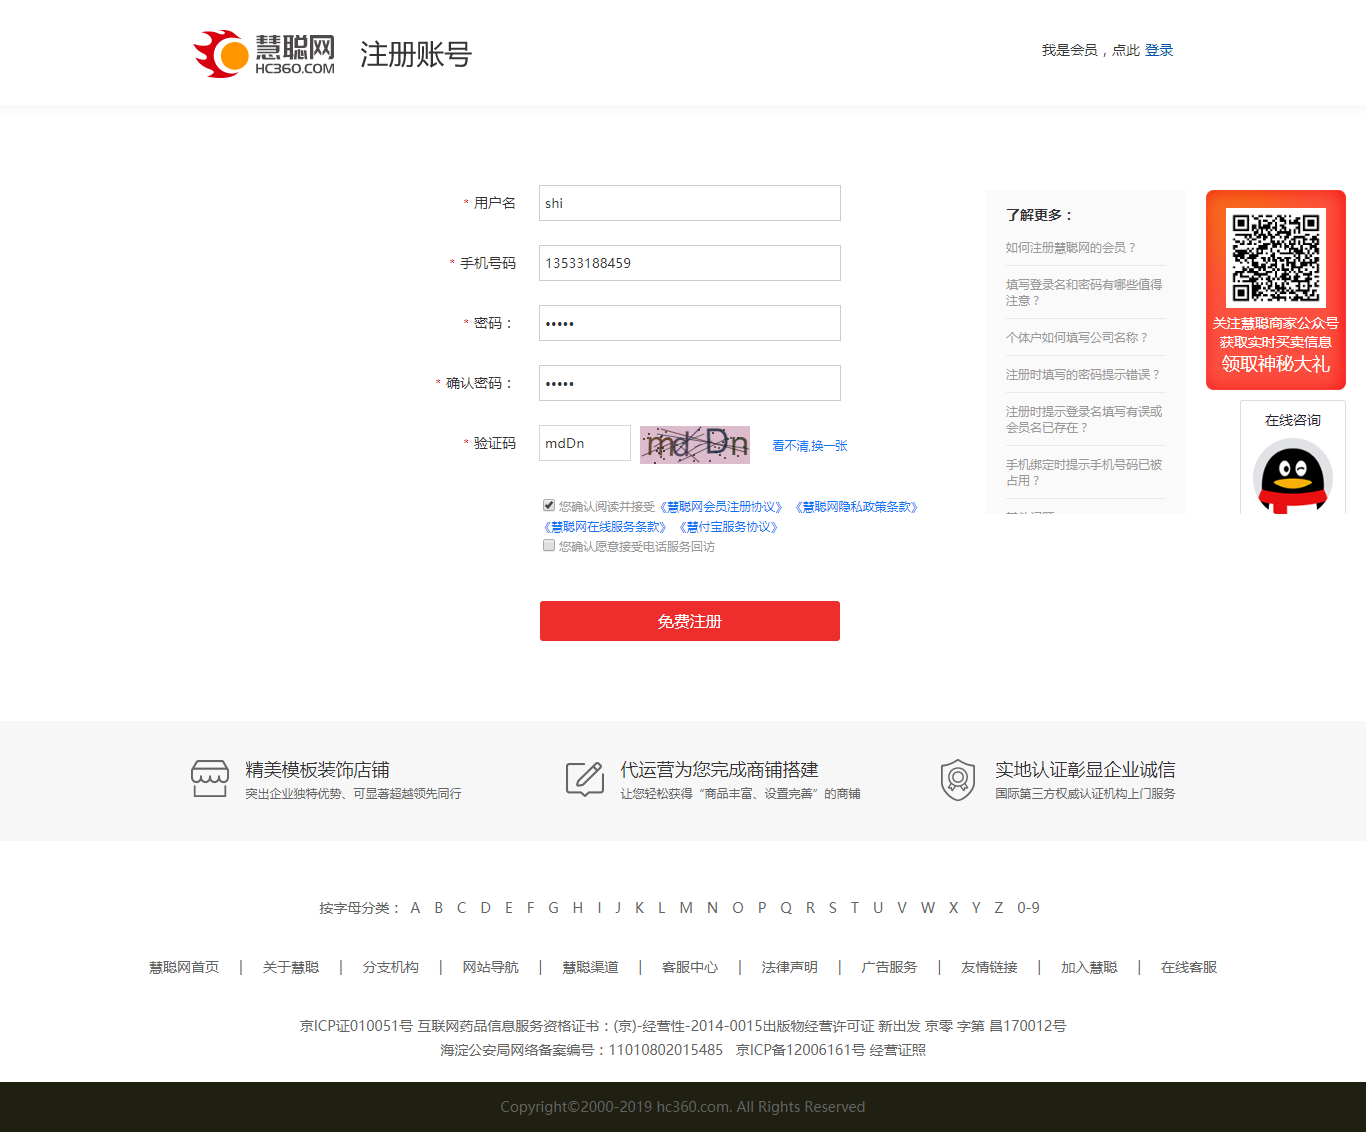 慧聪网
HC360.COM
注册账号
我是会员，点此 登录
* 用户名
shi
* 手机号码
13533188459
* 密码：
•••••
* 确认密码：
•••••
* 验证码
mdDn
md Dn
看不清,换一张
您确认阅读并接受《慧聪网会员注册协议》 《慧聪网隐私政策条款》
《慧聪网在线服务条款》 《慧付宝服务协议》
您确认愿意接受电话服务回访
免费注册
了解更多：
如何注册慧聪网的会员？
填写登录名和密码有哪些值得
注意？
个体户如何填写公司名称？
注册时填写的密码提示错误？
注册时提示登录名填写有误或
会员名已存在？
手机绑定时提示手机号码已被
占用？
关注慧聪商家公众号
获取实时买卖信息
领取神秘大礼
在线咨询
精美模板装饰店铺
突出企业独特优势、可显著超越领先同行
代运营为您完成商铺搭建
让您轻松获得“商品丰富、设置完善”的商铺
实地认证彰显企业诚信
国际第三方权威认证机构上门服务
按字母分类： A B C D E F G H I J K L M N O P Q R S T U V W X Y Z 0-9
慧聪网首页 | 关于慧聪 | 分支机构 | 网站导航 | 慧聪渠道 | 客服中心 | 法律声明 | 广告服务 | 友情链接 | 加入慧聪 | 在线客服
京ICP证010051号 互联网药品信息服务资格证书：(京)-经营性-2014-0015出版物经营许可证 新出发 京零 字第 昌170012号
海淀公安局网络备案编号：11010802015485 京ICP备12006161号 经营证照
Copyright©2000-2019 hc360.com. All Rights Reserved